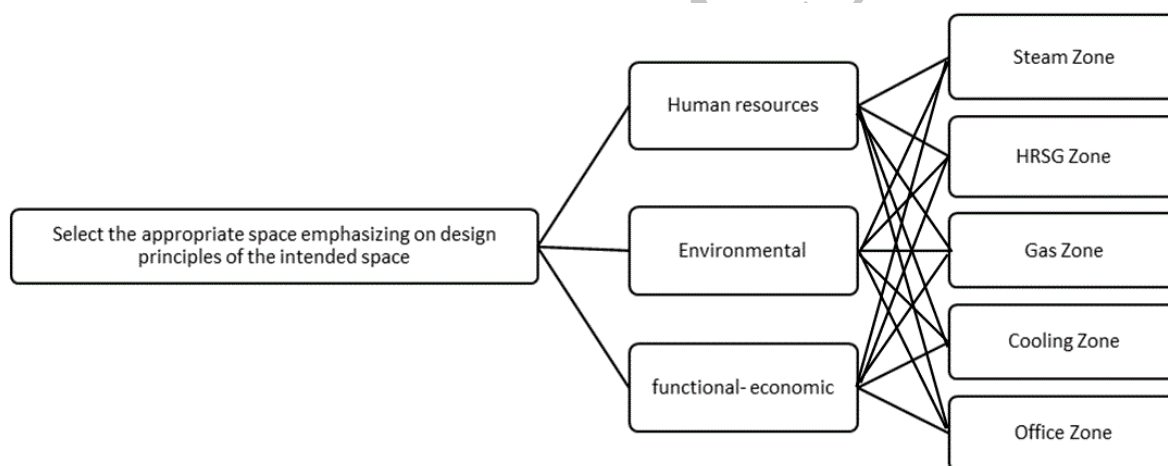 Select the appropriate space emphasizing on design
principles of the intended space
Human resources
Environmental
functional- economic
Steam Zone
HRSG Zone
Gas Zone
Cooling Zone
Office Zone